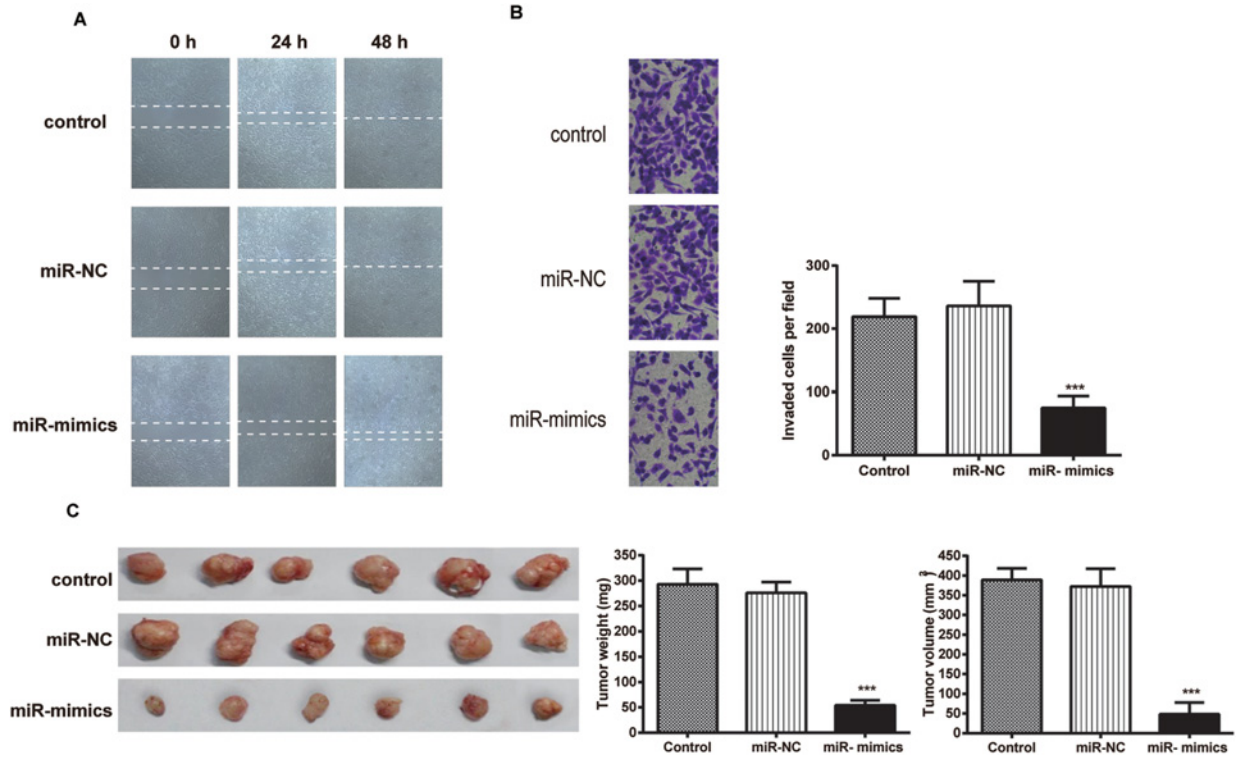 A
0 h 24 h 48 h
control
miR-NC
miR-mimics
B
control
miR-NC
miR-mimics
Invaded cells per field
300
200
100
0
***
Control miR-NC miR- mimics
C
control
miR-NC
miR-mimics
Tumor weight (mg)
350
300
250
200
150
100
50
0
***
Control miR-NC miR- mimics
Tumor volume (mm³)
450
400
350
300
250
200
150
100
50
0
***
Control miR-NC miR- mimics